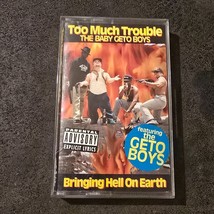 Too Much Trouble
THE BABY GETO BOYS
PARENTAL
ADVISORY
EXPLICIT LYRICS
featuring
the
GETO
BOYS
Bringing Hell On Earth